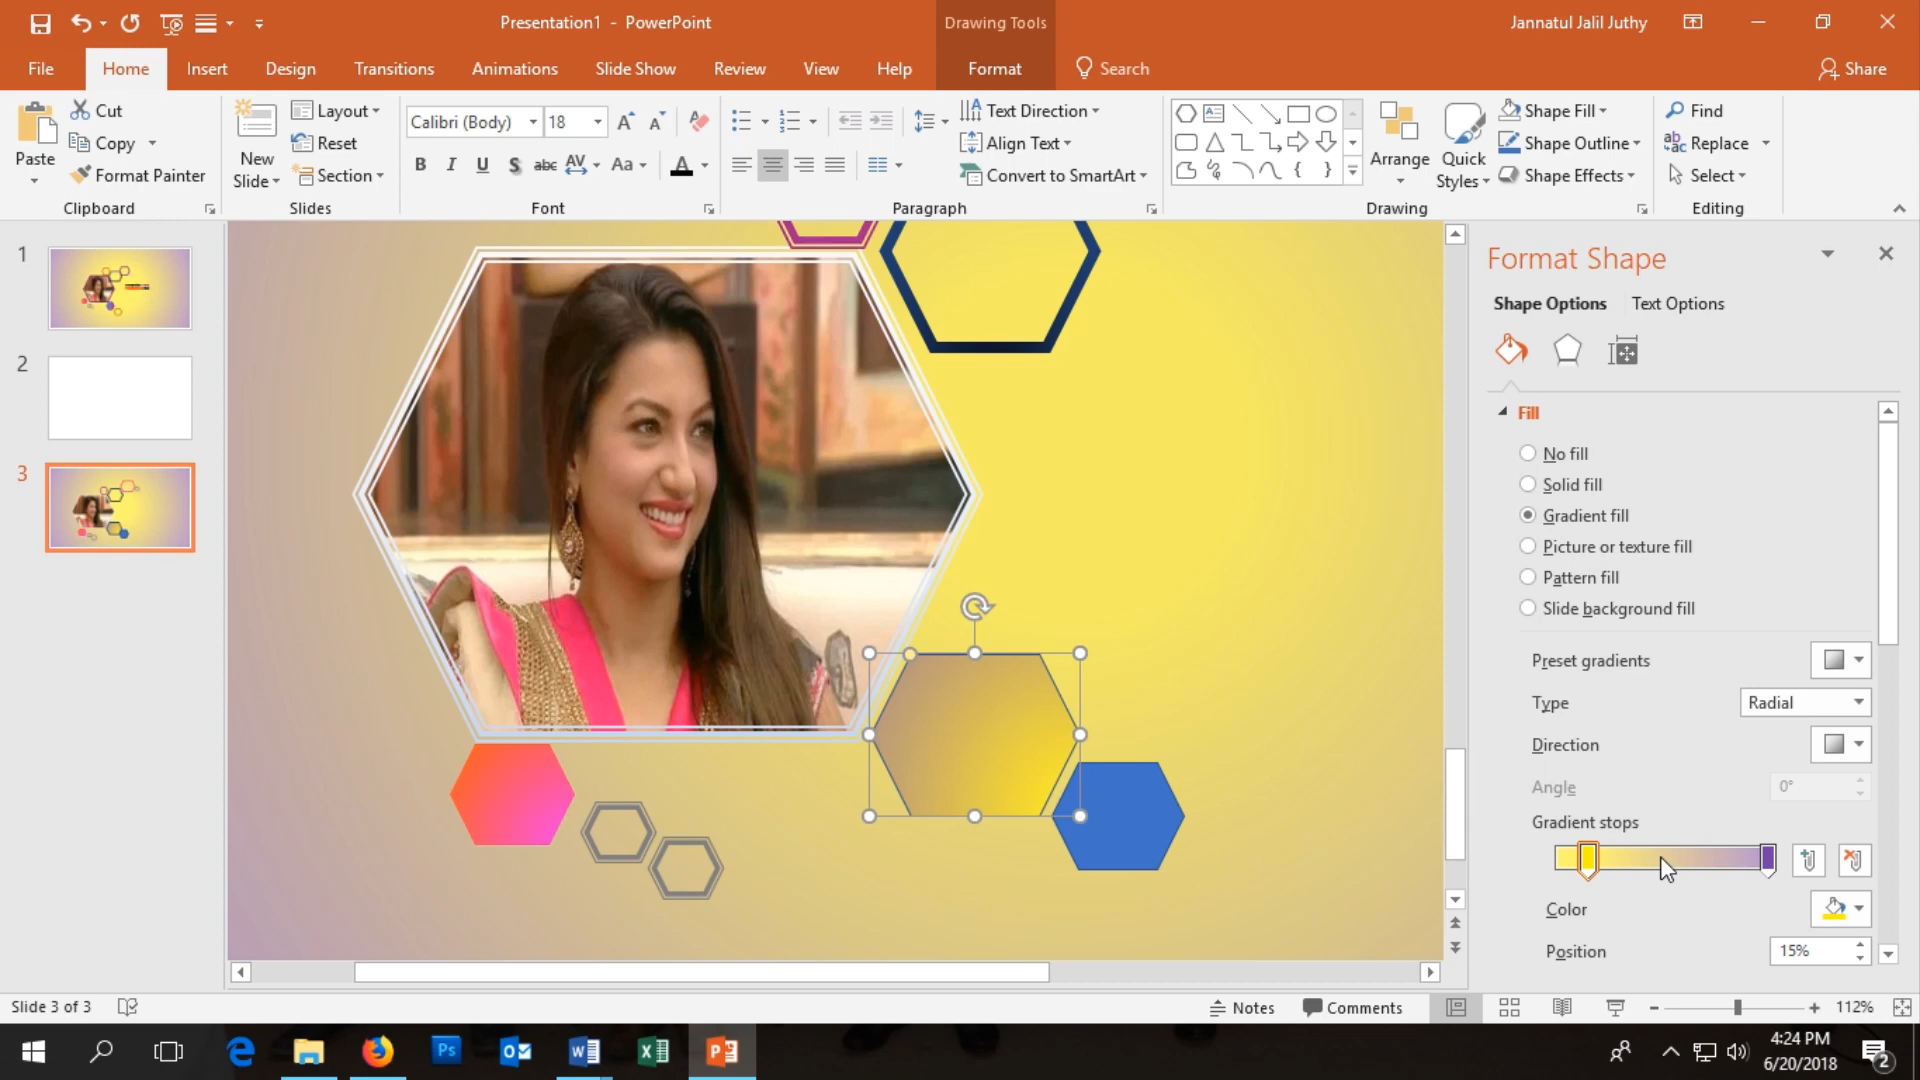 Presentation1 - PowerPoint
Drawing Tools
Jannatul Jalil Juthy
File Home Insert Design Transitions Animations Slide Show Review View Help Format Search Share
Paste
Cut
Copy
Format Painter
Clipboard
New Slide
Layout
Reset
Section
Slides
Calibri (Body) 18
B I U S abc AV Aa A
Font
Text Direction
Align Text
Convert to SmartArt
Paragraph
Arrange
Quick Styles
Shape Fill
Shape Outline
Shape Effects
Drawing
Find
Replace
Select
Editing
1
2
3
Format Shape
Shape Options Text Options
Fill
No fill
Solid fill
Gradient fill
Picture or texture fill
Pattern fill
Slide background fill
Preset gradients
Type Radial
Direction
Angle 0°
Gradient stops
Color
Position 15%
Slide 3 of 3
Notes Comments 112%
Ps
4:24 PM
6/20/2018
2